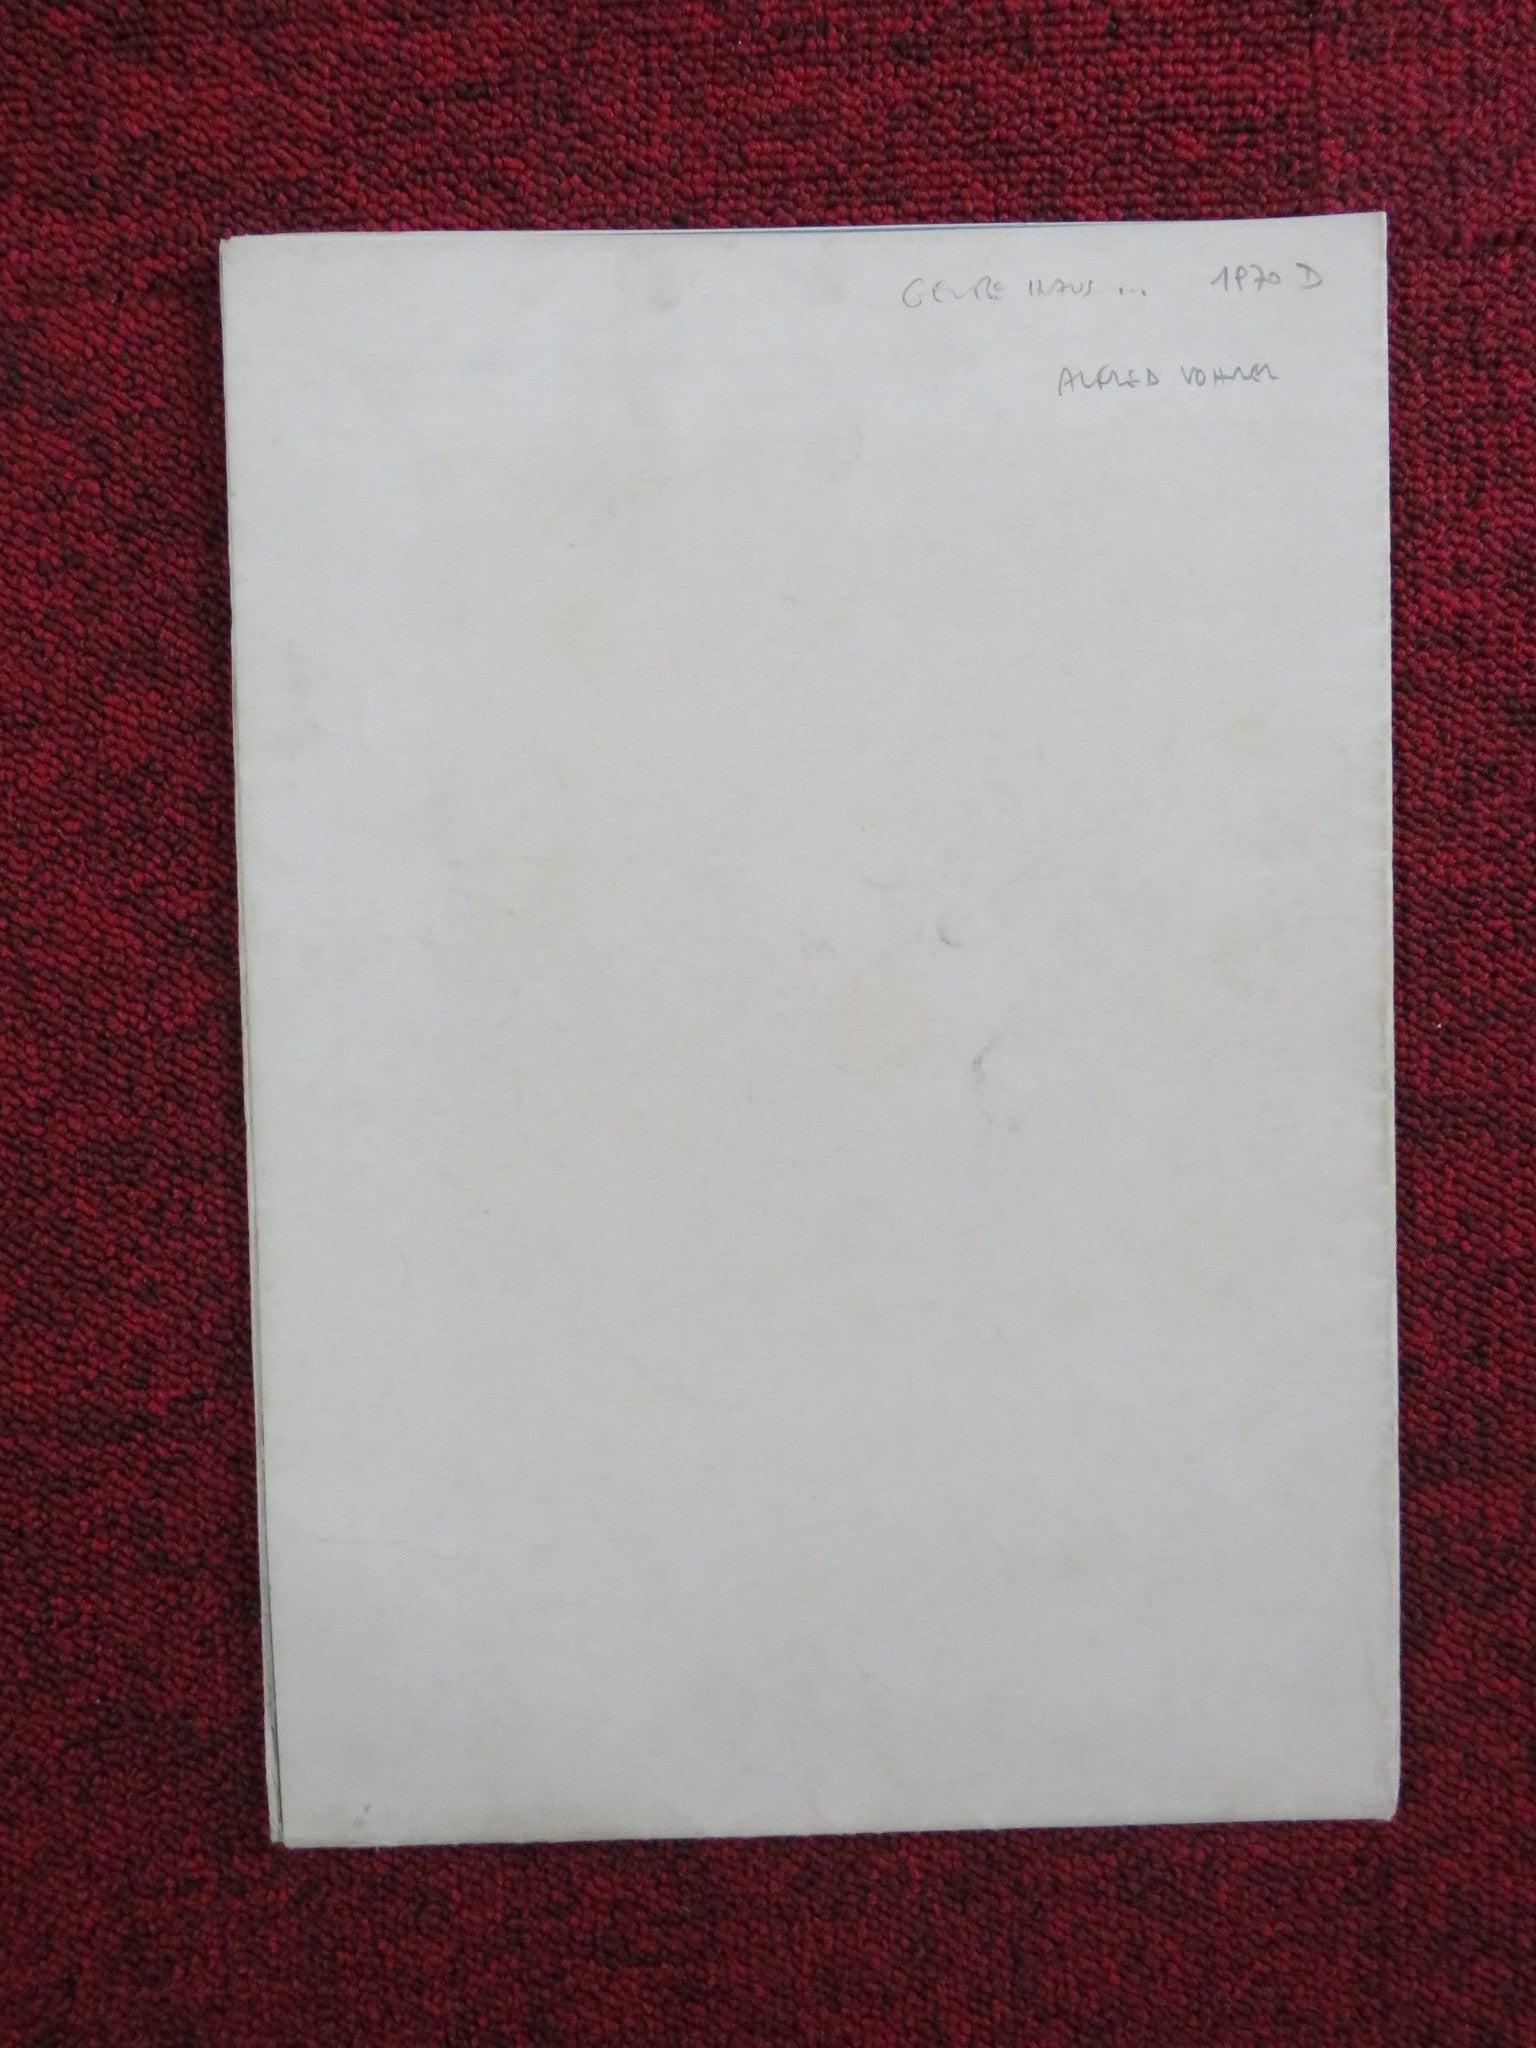 GELBE HAUS ... 1970 D
ALFRED VOHRER